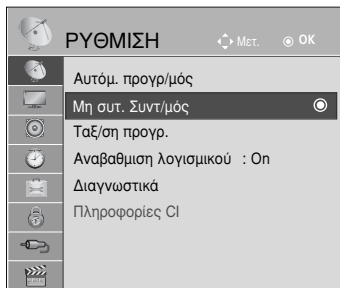 ΡΥΘΜΙΣΗ Μετ. OK
Αυτόμ. προγρ/μός
Μη συτ. Συντ/μός
Ταξ/ση προγρ.
Αναβαθμιση λογισμικού : On
Διαγνωστικά
Πληροφορίες CI